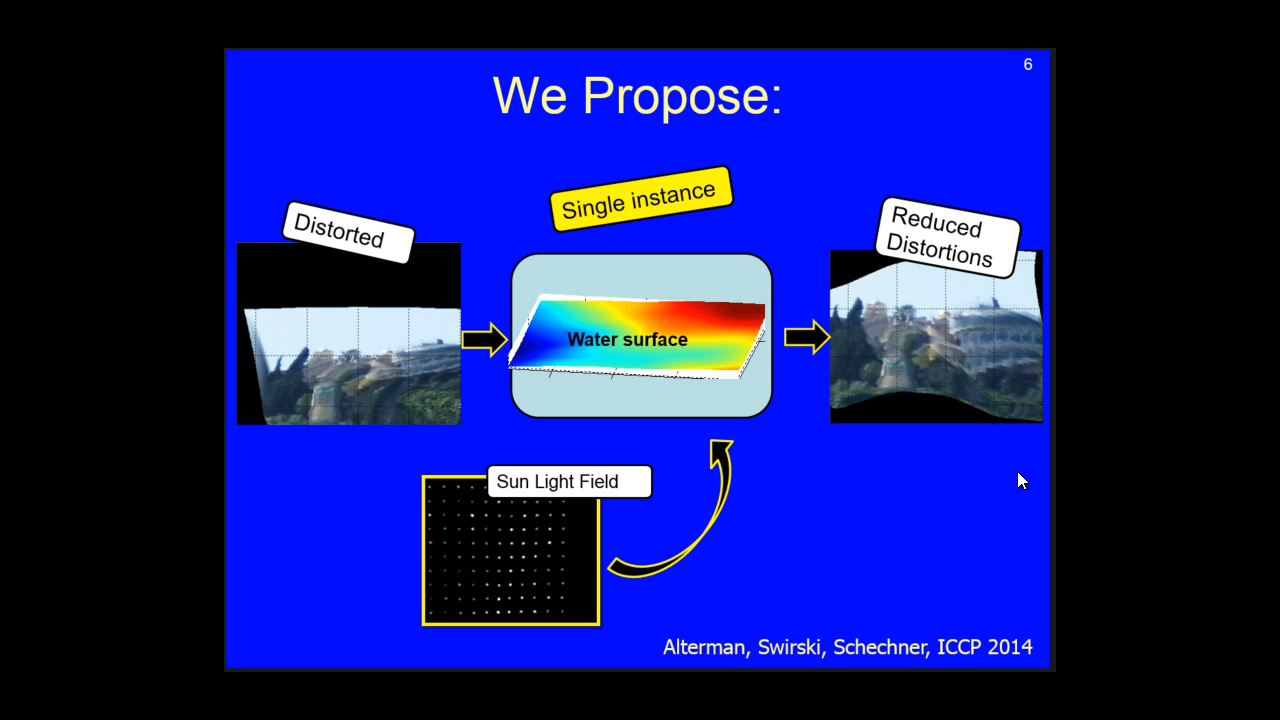 6
We Propose:
Single instance
Distorted
Reduced
Distortions
Water surface
Sun Light Field
Alterman, Swirski, Schechner, ICCP 2014